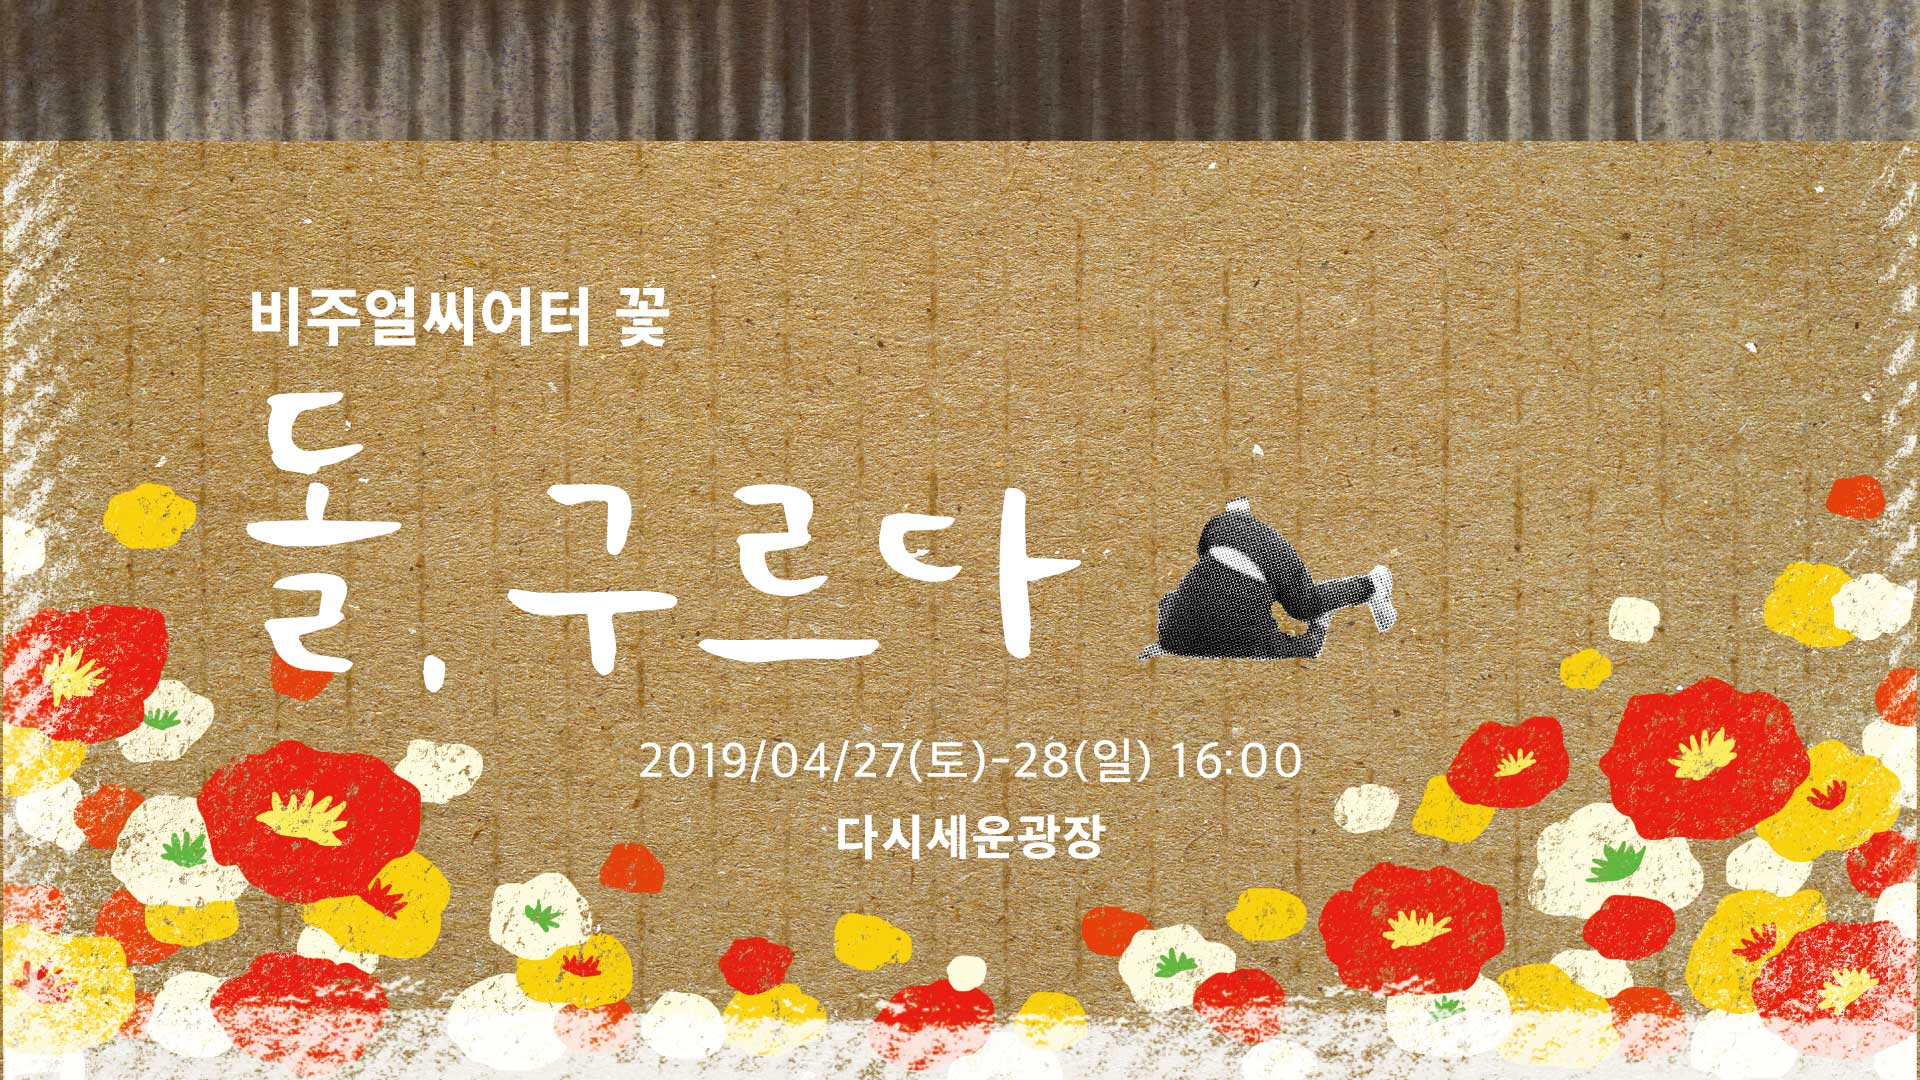 비주얼씨어터 꽃
돌, 구르다
2019/04/27(토)-28(일) 16:00
다시세운광장